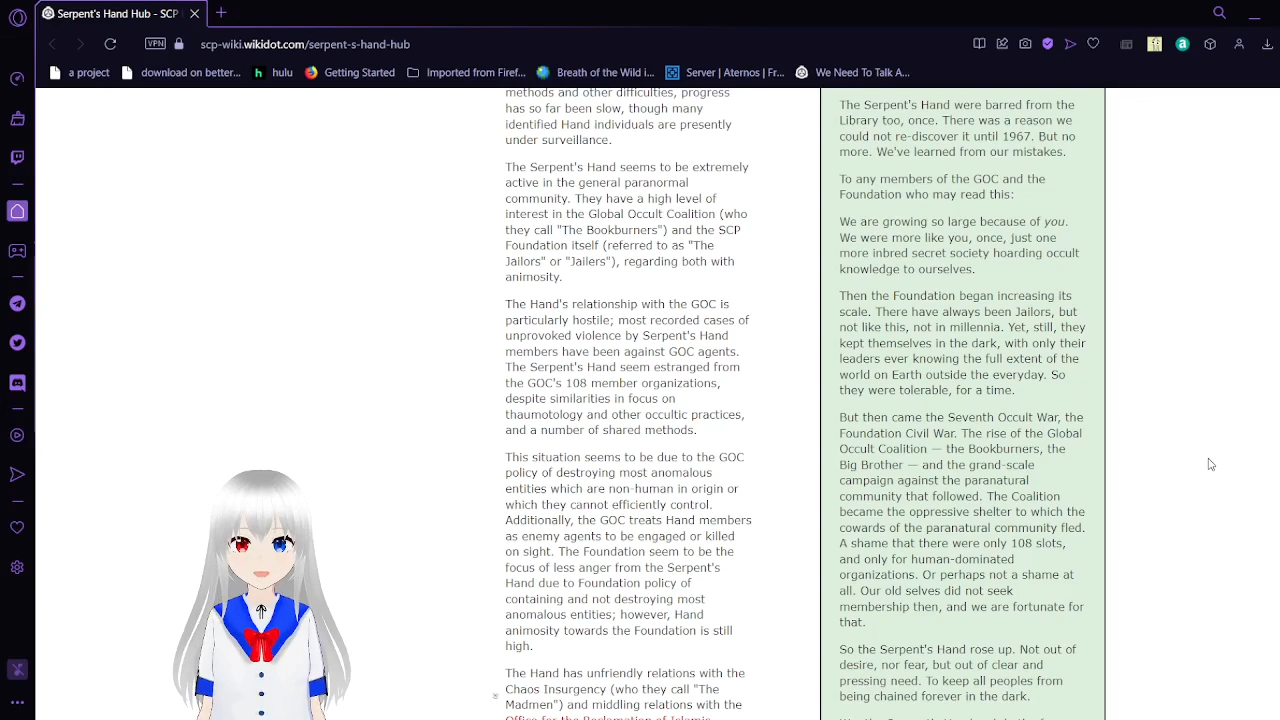 Serpent's Hand Hub - SCP
VPN
scp-wiki.wikidot.com/serpent-s-hand-hub
a project
download on better...
hulu
Getting Started
Imported from Firef...
Breath of the Wild i...
Server | Aternos | Fr...
We Need To Talk A...
methods and other difficulties, progress
has so far been slow, though many
identified Hand individuals are presently
under surveillance.
The Serpent's Hand seems to be extremely
active in the general paranormal
community. They have a high level of
interest in the Global Occult Coalition (who
they call "The Bookburners") and the SCP
Foundation itself (referred to as "The
Jailors" or "Jailers"), regarding both with
animosity.
The Hand's relationship with the GOC is
particularly hostile; most recorded cases of
unprovoked violence by Serpent's Hand
members have been against GOC agents.
The Serpent's Hand seem estranged from
the GOC's 108 member organizations,
despite similarities in focus on
thaumotology and other occultic practices,
and a number of shared methods.
This situation seems to be due to the GOC
policy of destroying most anomalous
entities which are non-human in origin or
which they cannot efficiently control.
Additionally, the GOC treats Hand members
as enemy agents to be engaged or killed
on sight. The Foundation seem to be the
focus of less anger from the Serpent's
Hand due to Foundation policy of
containing and not destroying most
anomalous entities; however, Hand
animosity towards the Foundation is still
high.
The Hand has unfriendly relations with the
Chaos Insurgency (who they call "The
Madmen") and middling relations with the
Office for the Reclamation of Islamic
The Serpent's Hand were barred from the
Library too, once. There was a reason we
could not re-discover it until 1967. But no
more. We've learned from our mistakes.
To any members of the GOC and the
Foundation who may read this:
We are growing so large because of you.
We were more like you, once, just one
more inbred secret society hoarding occult
knowledge to ourselves.
Then the Foundation began increasing its
scale. There have always been Jailors, but
not like this, not in millennia. Yet, still, they
kept themselves in the dark, with only their
leaders ever knowing the full extent of the
world on Earth outside the everyday. So
they were tolerable, for a time.
But then came the Seventh Occult War, the
Foundation Civil War. The rise of the Global
Occult Coalition — the Bookburners, the
Big Brother — and the grand-scale
campaign against the paranatural
community that followed. The Coalition
became the oppressive shelter to which the
cowards of the paranatural community fled.
A shame that there were only 108 slots,
and only for human-dominated
organizations. Or perhaps not a shame at
all. Our old selves did not seek
membership then, and we are fortunate for
that.
So the Serpent's Hand rose up. Not out of
desire, nor fear, but out of clear and
pressing need. To keep all peoples from
being chained forever in the dark.